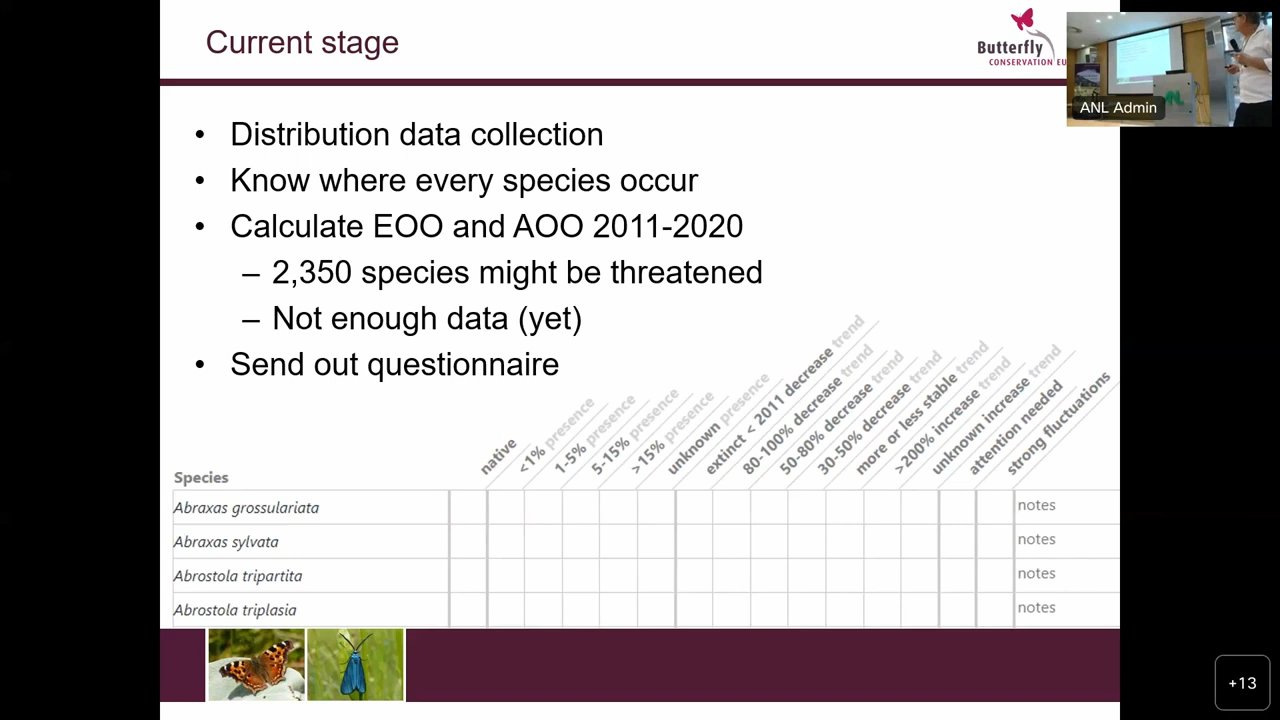 Current stage
Butterfly
CONSERVATION EU
ANL Admin
• Distribution data collection
• Know where every species occur
• Calculate EOO and AOO 2011-2020
– 2,350 species might be threatened
– Not enough data (yet)
• Send out questionnaire
Species
native
<1% presence
1-5% presence
5-15% presence
>15% presence
unknown presence
extinct < 2011 decrease trend
80-100% decrease trend
50-80% decrease trend
30-50% decrease trend
more or less stable trend
>200% increase trend
unknown increase trend
attention needed
strong fluctuations
Abraxas grossulariata notes
Abraxas sylvata notes
Abrostola tripartita notes
Abrostola triplasia notes
+13